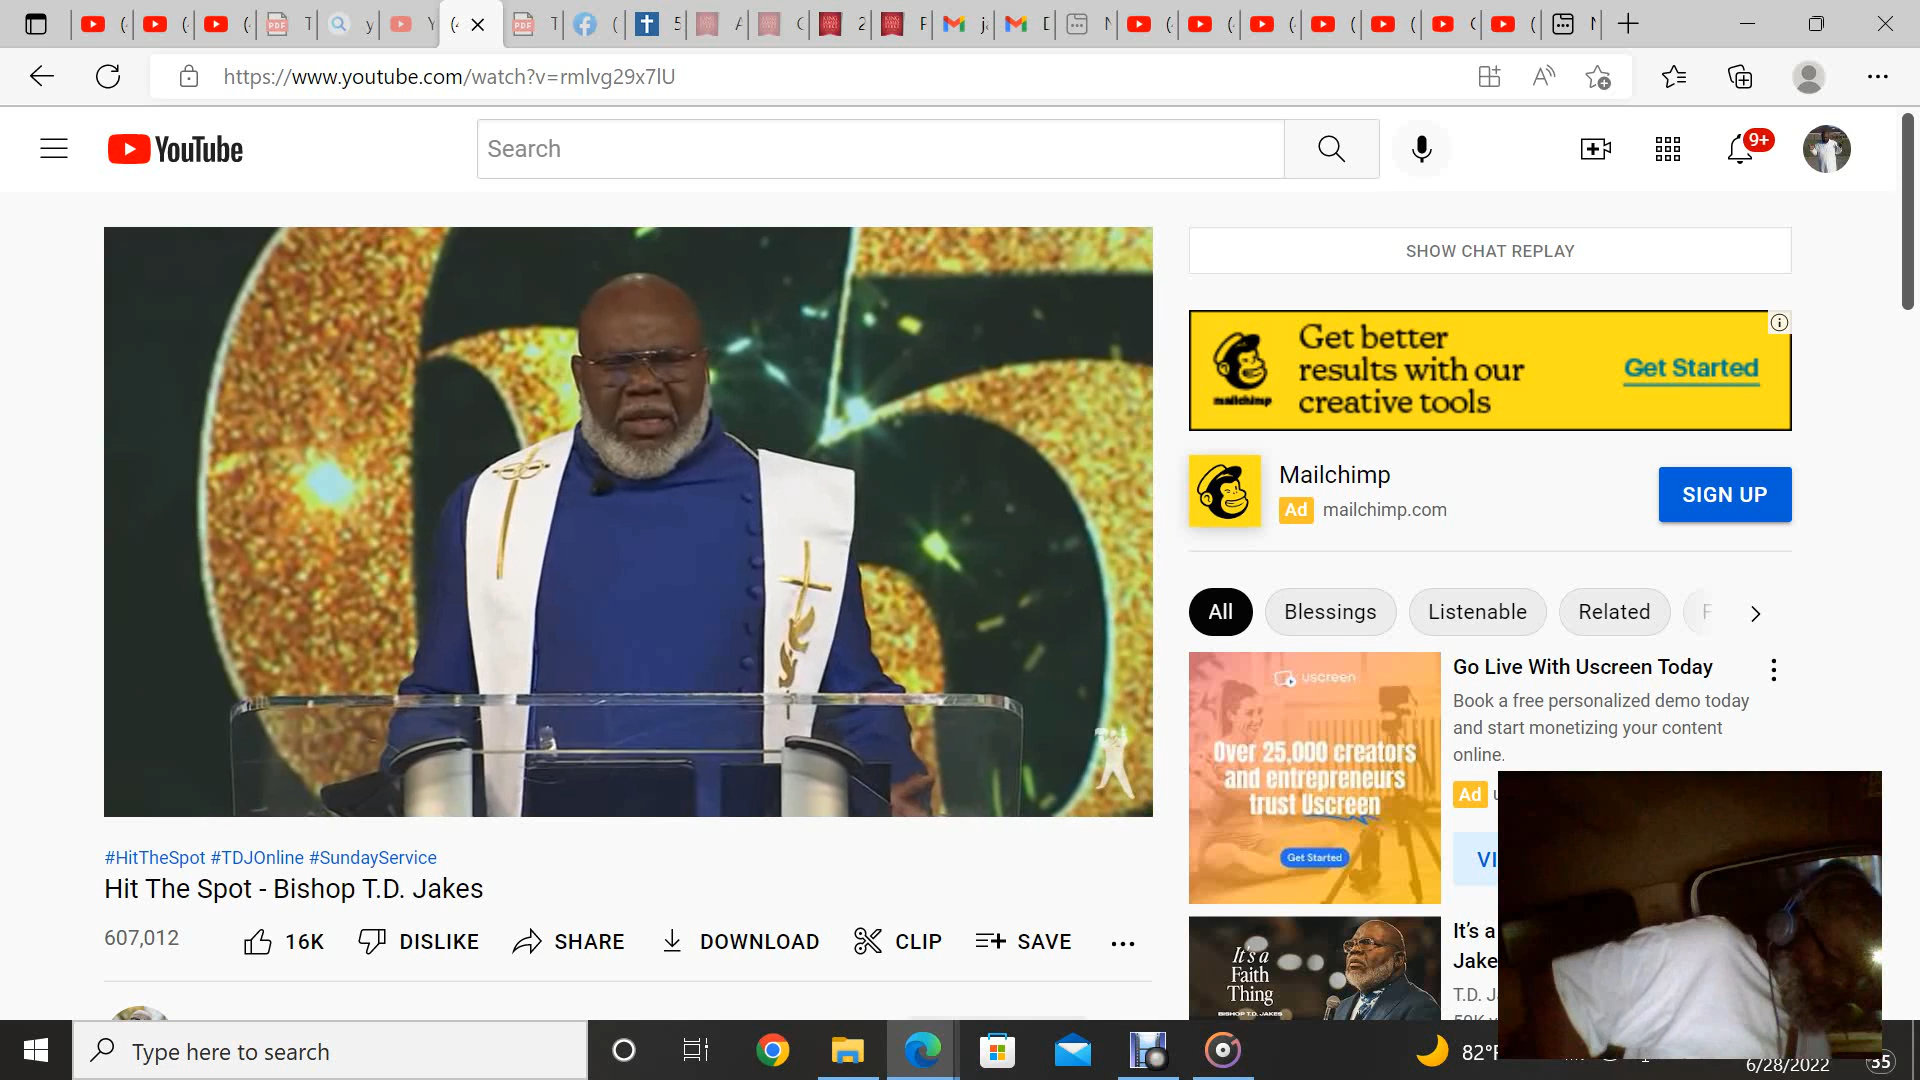 https://www.youtube.com/watch?v=rmlvg29x7lU
YouTube
Search
9+
SHOW CHAT REPLAY
Get better
results with our
creative tools
Get Started
mailchimp
Mailchimp
Ad mailchimp.com
SIGN UP
All
Blessings
Listenable
Related
uscreen
Over 25,000 creators
and entrepreneurs
trust Uscreen
Get Started
Go Live With Uscreen Today
Book a free personalized demo today
and start monetizing your content
online.
Ad
#HitTheSpot #TDJOnline #SundayService
Hit The Spot - Bishop T.D. Jakes
607,012
16K
DISLIKE
SHARE
DOWNLOAD
CLIP
SAVE
It's a
Faith
Thing
BISHOP T.D. JAKES
It's a
Jake
T.D. J
Type here to search
82°F
6/28/2022
35